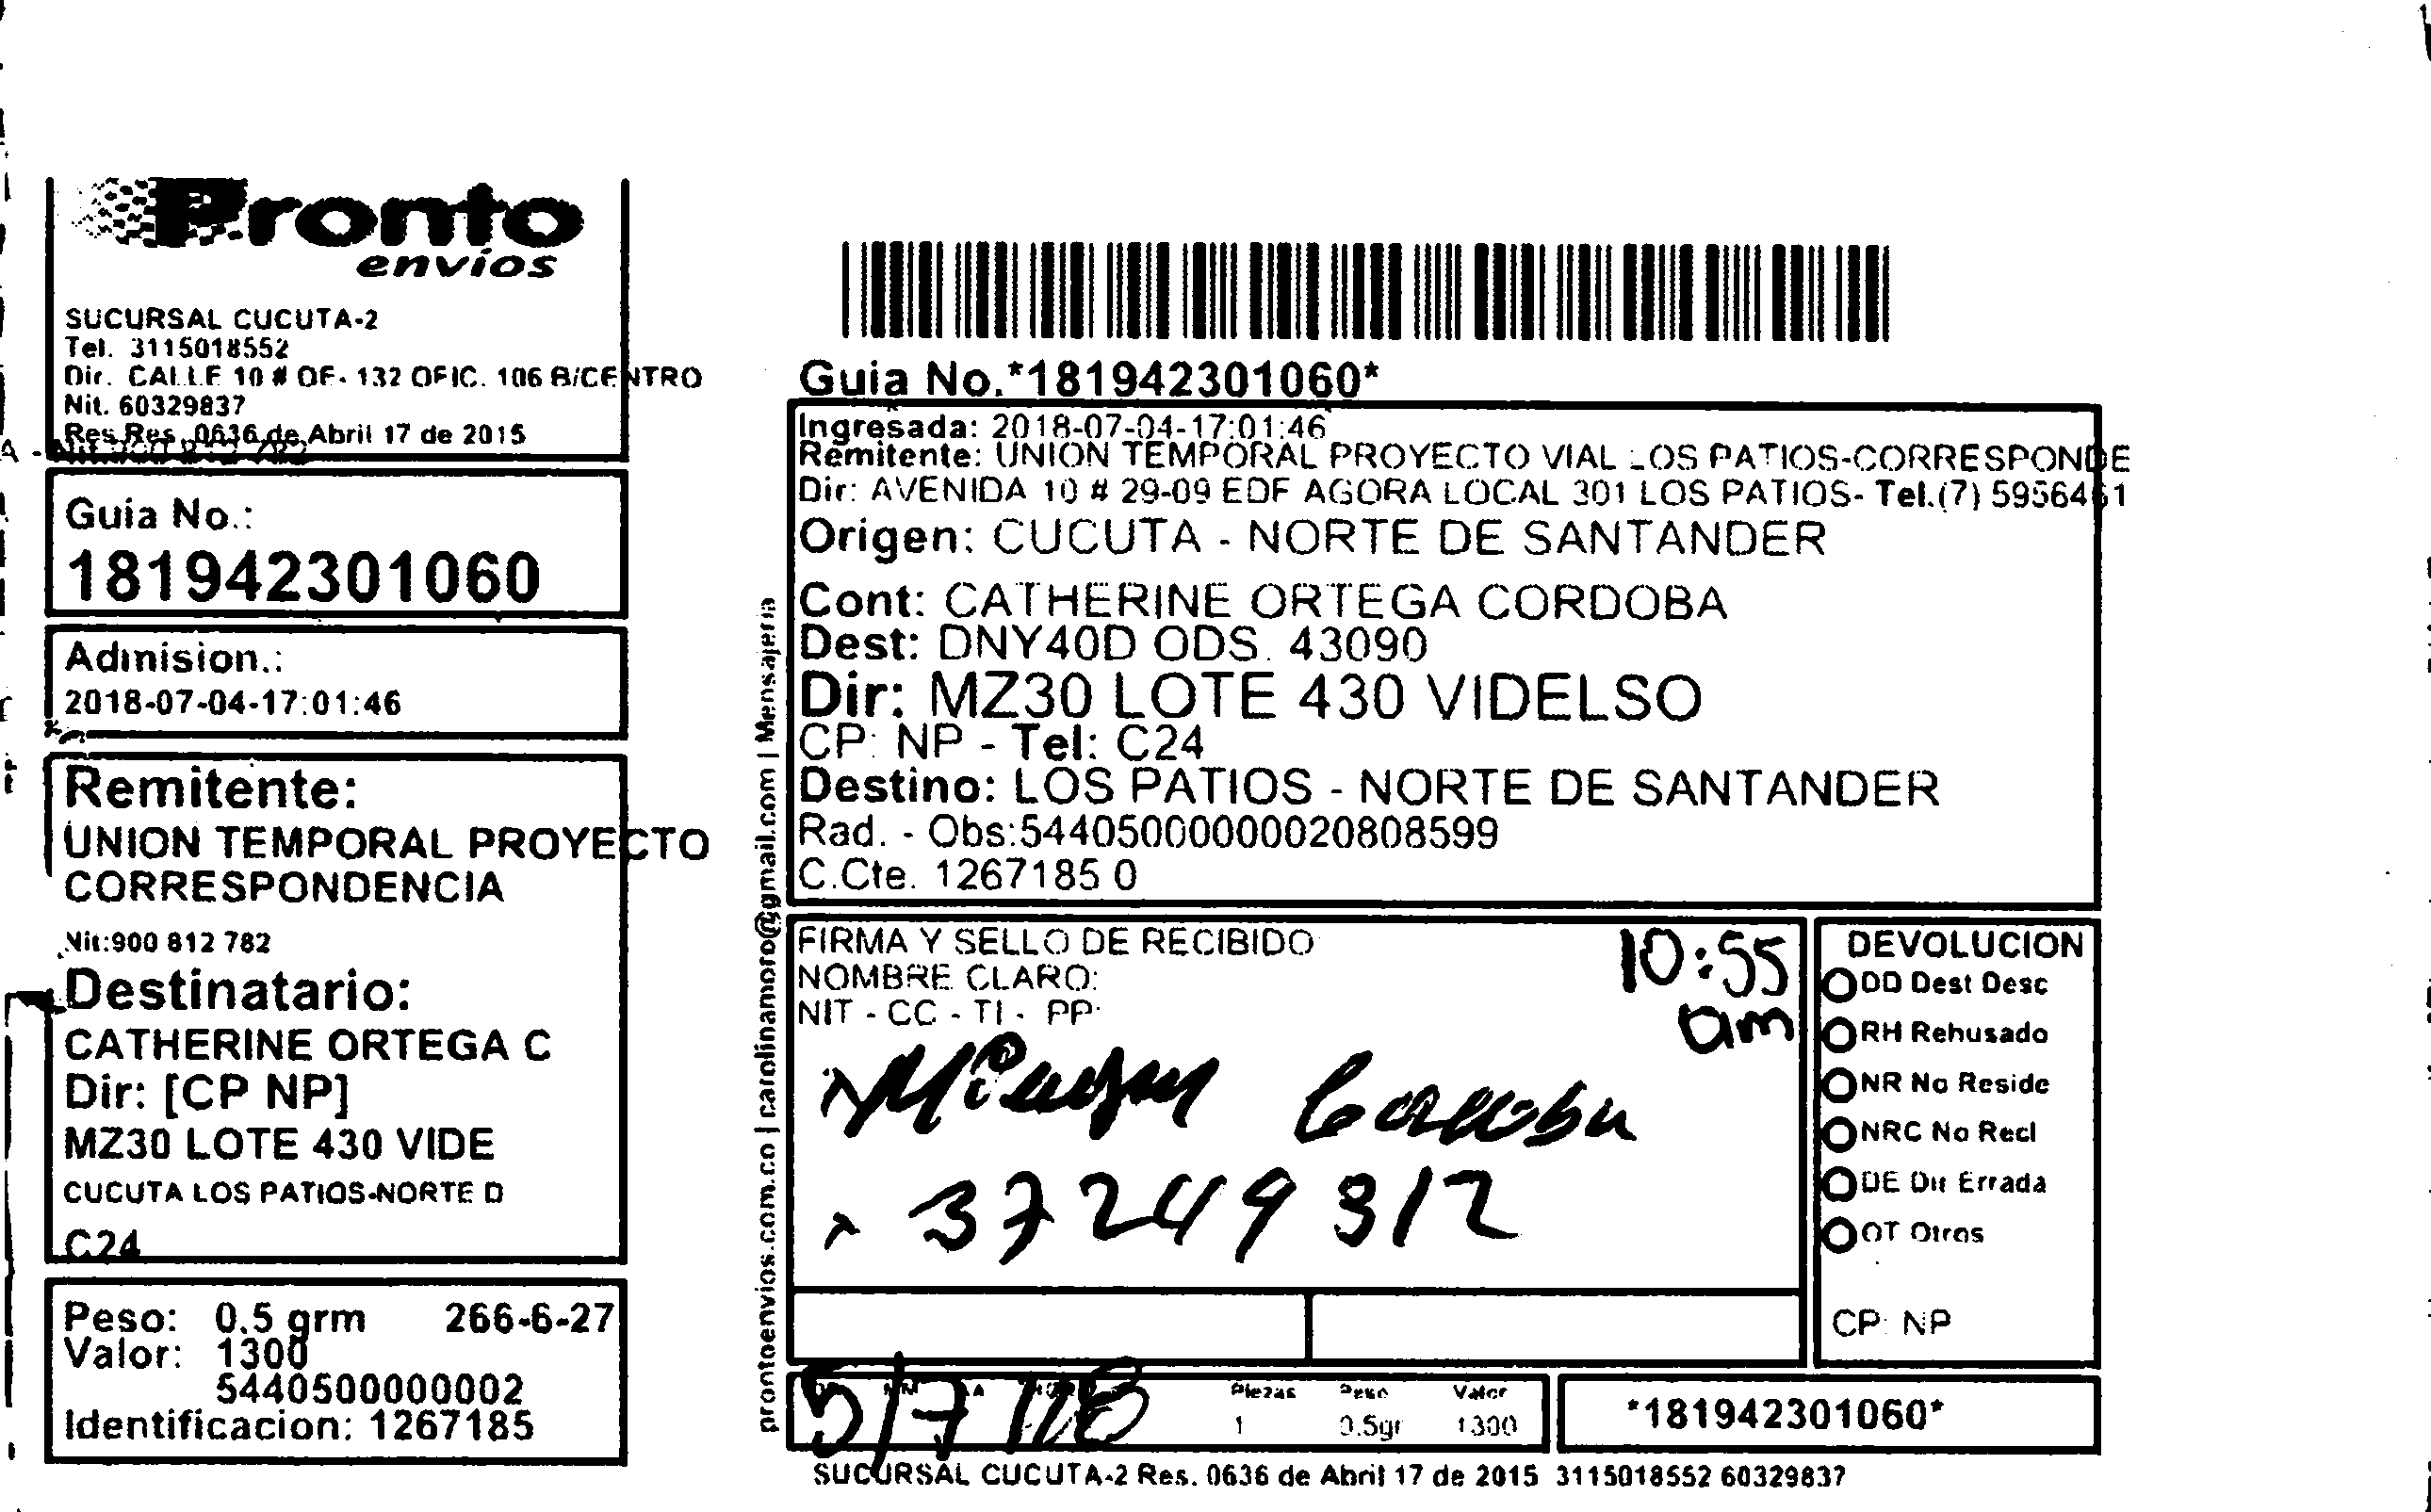 Pronto
envíos
SUCURSAL CUCUTA-2
Tel. 3115018552
Dir. CALLE 10 # OF- 132 OFIC. 106 B/CENTRO
Nit. 60329837
Res.Res. 0636 de Abril 17 de 2015
Guia No.:
181942301060
Admision.:
2018-07-04-17:01:46
Remitente:
UNION TEMPORAL PROYECTO
CORRESPONDENCIA
Nit:900 812 782
Destinatario:
CATHERINE ORTEGA C
Dir: [CP NP]
MZ30 LOTE 430 VIDE
CUCUTA LOS PATIOS-NORTE D
C24
Peso: 0.5 grm 266-6-27
Valor: 1300
5440500000002
Identificacion: 1267185
prontoenvios.com.co | carolinamoro@gmail.com | Mensajeria
Guia No.*181942301060*
Ingresada: 2018-07-04-17:01:46
Remitente: UNION TEMPORAL PROYECTO VIAL LOS PATIOS-CORRESPONDE
Dir: AVENIDA 10 # 29-09 EDF AGORA LOCAL 301 LOS PATIOS- Tel.(7) 5956461
Origen: CUCUTA - NORTE DE SANTANDER
Cont: CATHERINE ORTEGA CORDOBA
Dest: DNY40D ODS. 43090
Dir: MZ30 LOTE 430 VIDELSO
CP: NP - Tel: C24
Destino: LOS PATIOS - NORTE DE SANTANDER
Rad. - Obs:544050000000020808599
C.Cte. 1267185 0
FIRMA Y SELLO DE RECIBIDO
NOMBRE CLARO:
NIT - CC - TI - PP:
10:55
am
37249312
DEVOLUCION
DD Dest Desc
RH Rehusado
NR No Reside
NRC No Recl
DE Dir Errada
OT Otros
CP: NP
5/7/18
Piezas Peso Valor
1 0.5gr 1300
*181942301060*
SUCURSAL CUCUTA-2 Res. 0636 de Abril 17 de 2015 3115018552 60329837